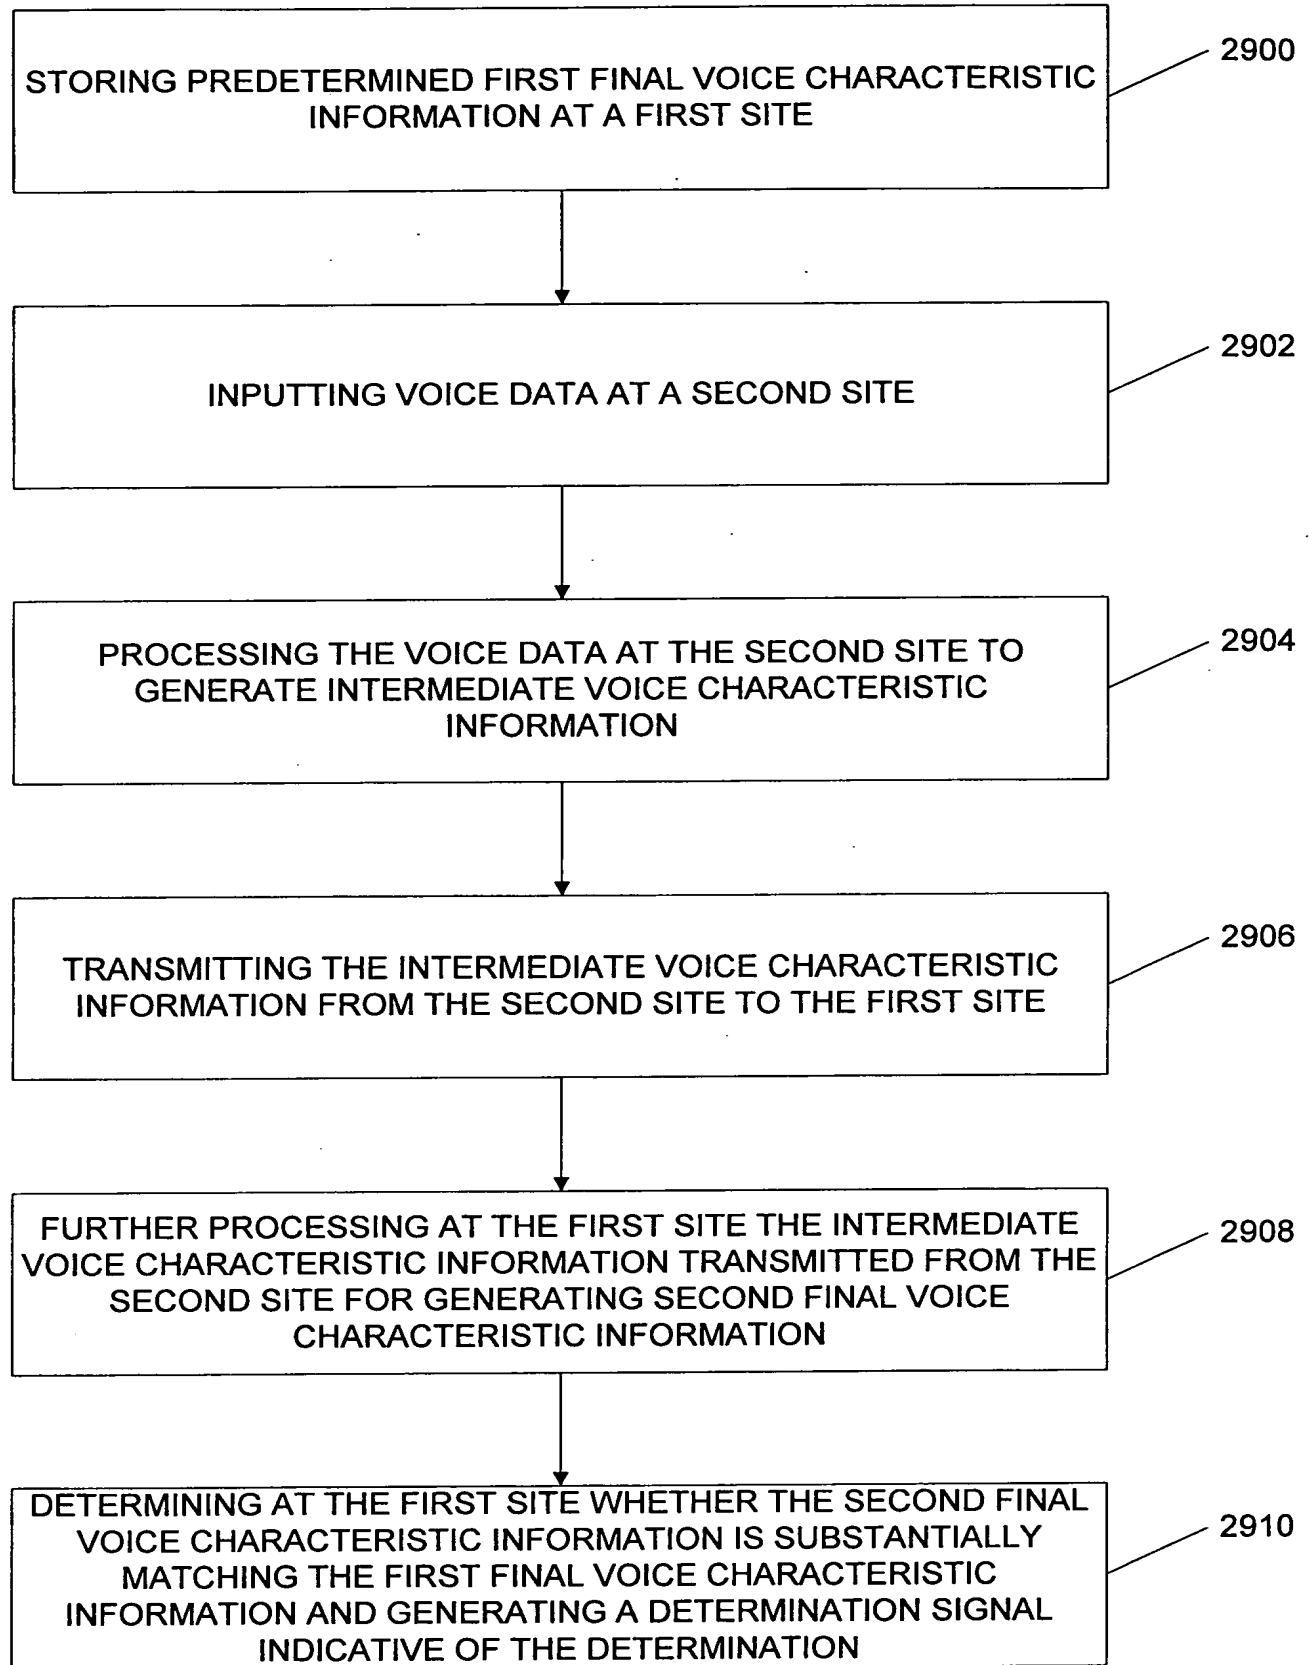 2900
STORING PREDETERMINED FIRST FINAL VOICE CHARACTERISTIC
INFORMATION AT A FIRST SITE
2902
INPUTTING VOICE DATA AT A SECOND SITE
2904
PROCESSING THE VOICE DATA AT THE SECOND SITE TO
GENERATE INTERMEDIATE VOICE CHARACTERISTIC
INFORMATION
2906
TRANSMITTING THE INTERMEDIATE VOICE CHARACTERISTIC
INFORMATION FROM THE SECOND SITE TO THE FIRST SITE
2908
FURTHER PROCESSING AT THE FIRST SITE THE INTERMEDIATE
VOICE CHARACTERISTIC INFORMATION TRANSMITTED FROM THE
SECOND SITE FOR GENERATING SECOND FINAL VOICE
CHARACTERISTIC INFORMATION
2910
DETERMINING AT THE FIRST SITE WHETHER THE SECOND FINAL
VOICE CHARACTERISTIC INFORMATION IS SUBSTANTIALLY
MATCHING THE FIRST FINAL VOICE CHARACTERISTIC
INFORMATION AND GENERATING A DETERMINATION SIGNAL
INDICATIVE OF THE DETERMINATION